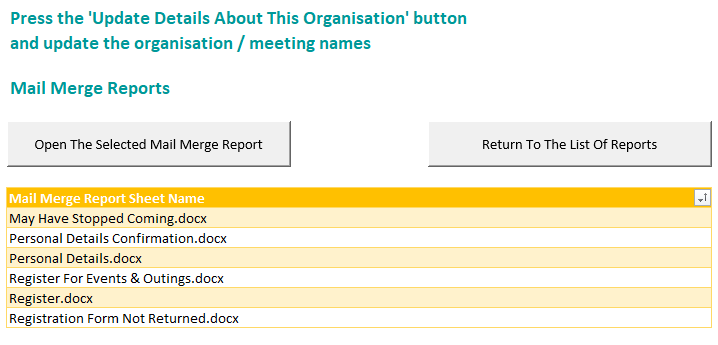 Press the 'Update Details About This Organisation' button
and update the organisation / meeting names
Mail Merge Reports
Open The Selected Mail Merge Report
Return To The List Of Reports
Mail Merge Report Sheet Name
May Have Stopped Coming.docx
Personal Details Confirmation.docx
Personal Details.docx
Register For Events & Outings.docx
Register.docx
Registration Form Not Returned.docx